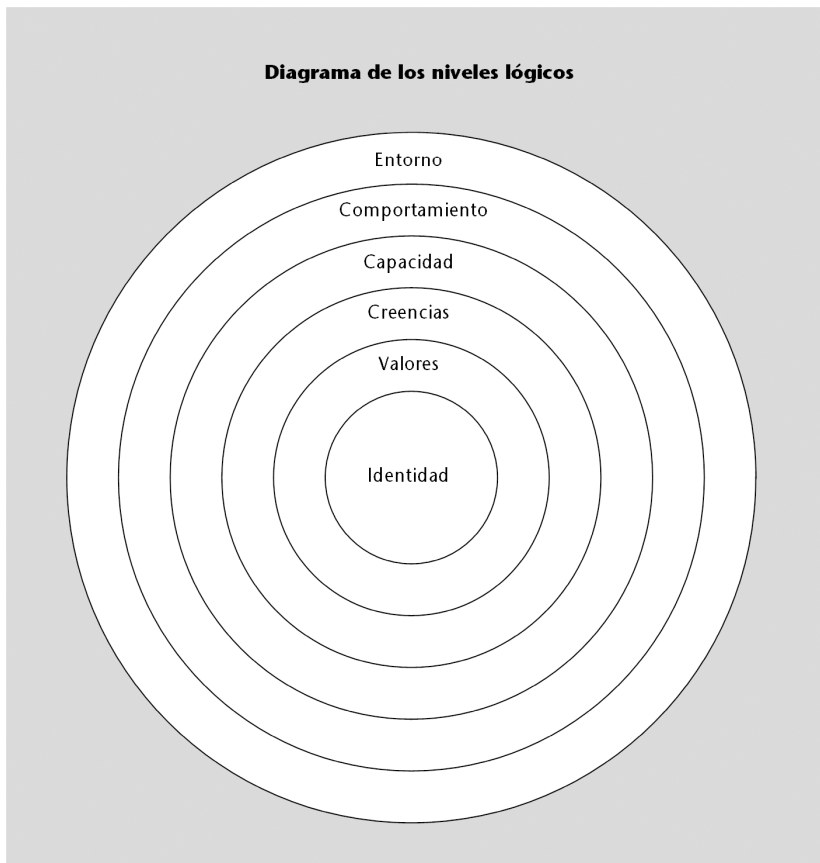 Diagrama de los niveles lógicos
Entorno
Comportamiento
Capacidad
Creencias
Valores
Identidad